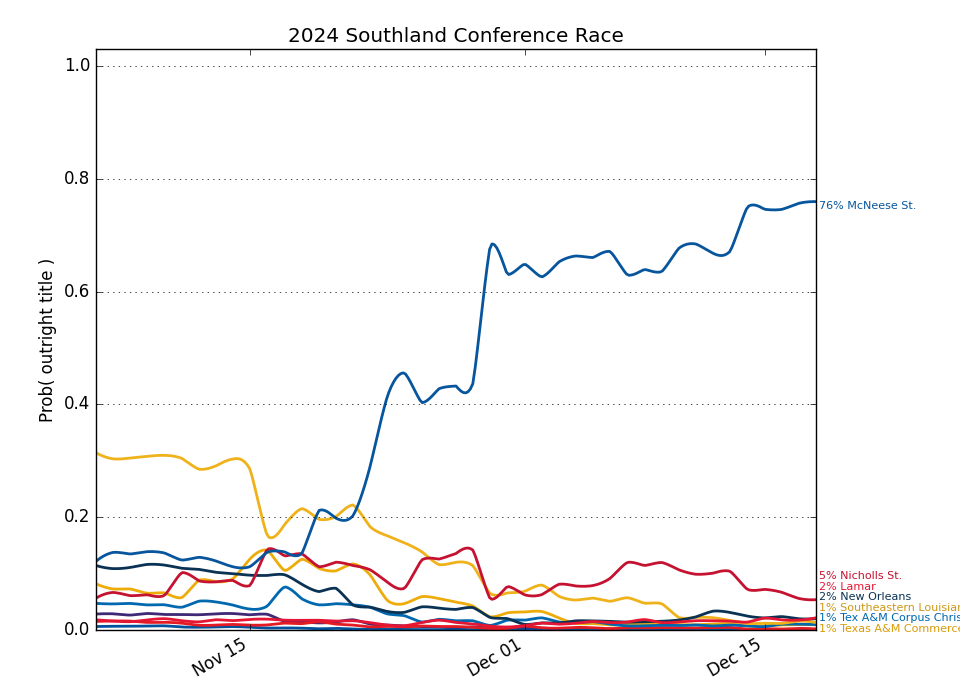 2024 Southland Conference Race
Prob( outright title )
1.0
0.8
0.6
0.4
0.2
0.0
Nov 15
Dec 01
Dec 15
76% McNeese St.
5% Nicholls St.
2% Lamar
2% New Orleans
1% Southeastern Louisian
1% Tex A&M Corpus Chris
1% Texas A&M Commerce